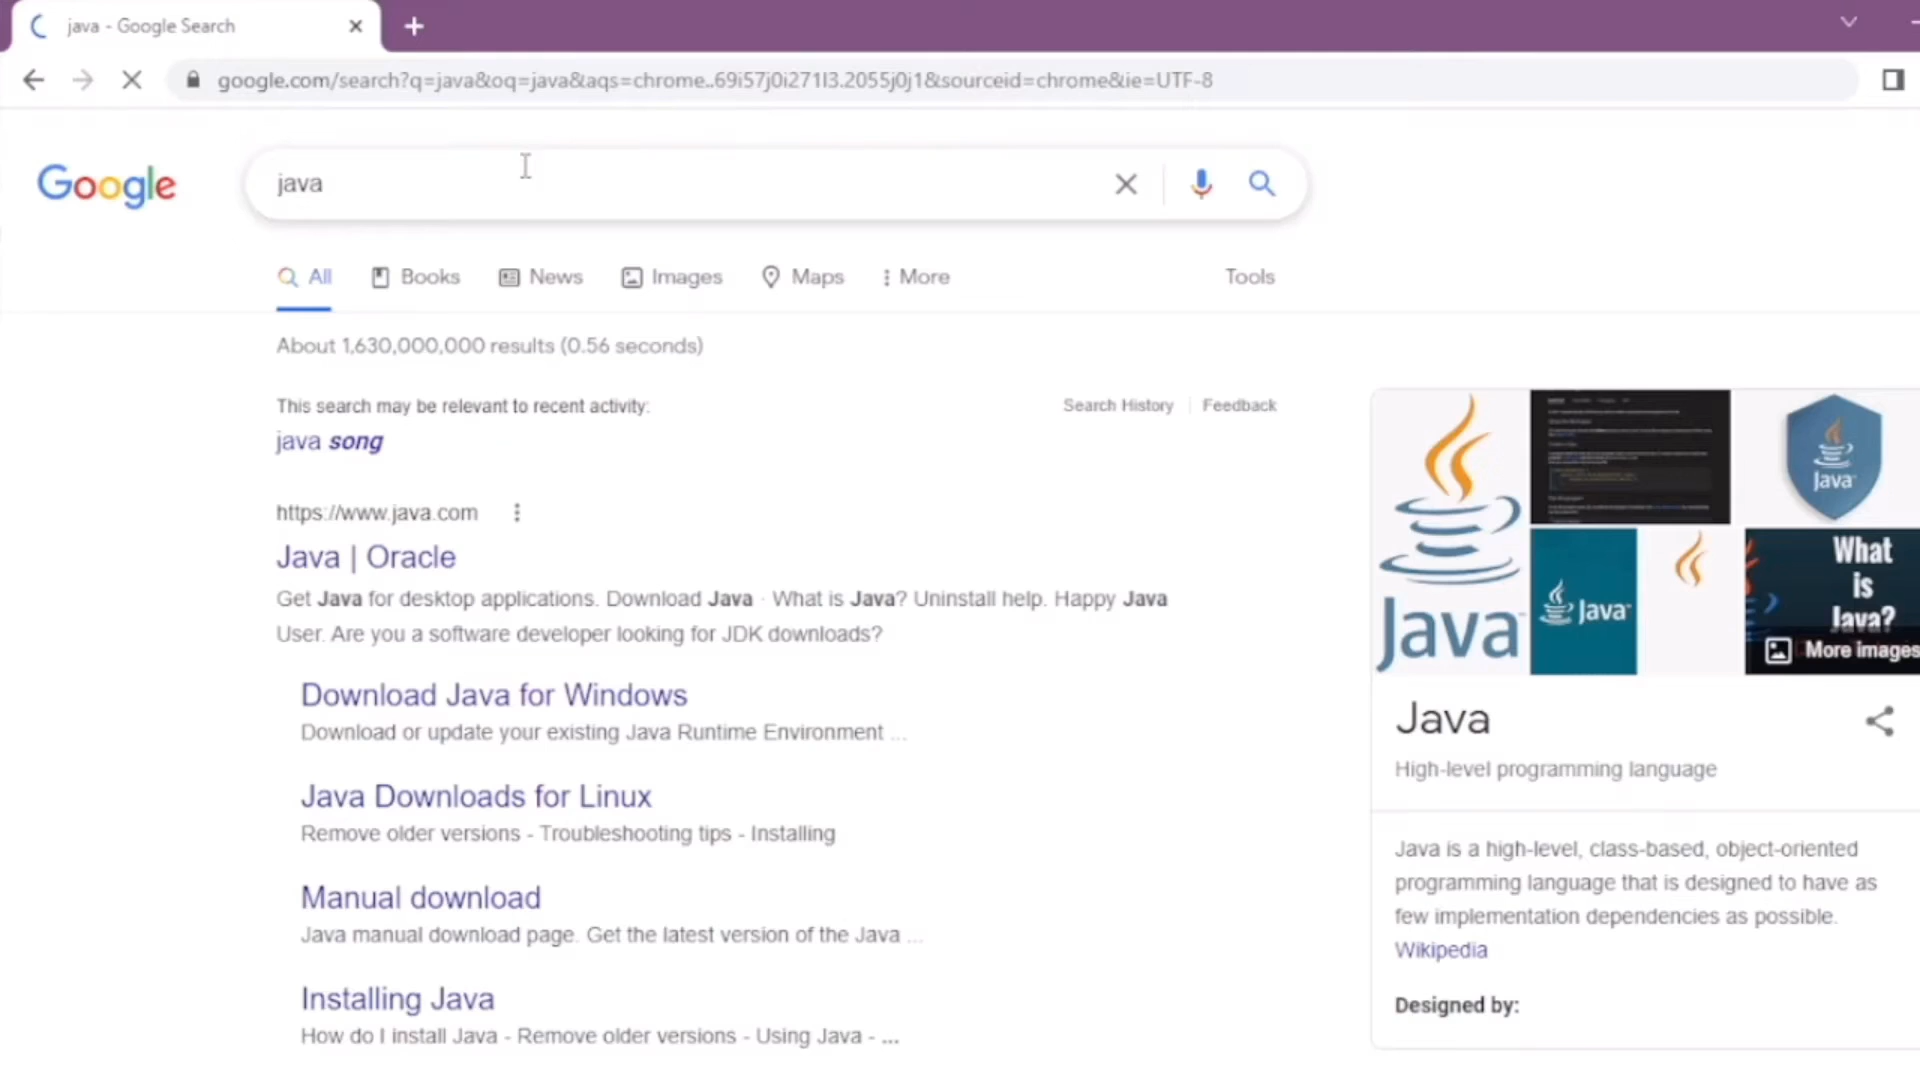 java - Google Search
google.com/search?q=java&oq=java&aqs=chrome..69i57j0i271l3.2055j0j1&sourceid=chrome&ie=UTF-8
Google
java
All Books News Images Maps More Tools
About 1,630,000,000 results (0.56 seconds)
This search may be relevant to recent activity: Search History Feedback
java song
https://www.java.com
Java | Oracle
Get Java for desktop applications. Download Java · What is Java? Uninstall help. Happy Java
User. Are you a software developer looking for JDK downloads?
Download Java for Windows
Download or update your existing Java Runtime Environment ...
Java Downloads for Linux
Remove older versions - Troubleshooting tips - Installing
Manual download
Java manual download page. Get the latest version of the Java ...
Installing Java
How do I install Java - Remove older versions - Using Java - ...
Java™
Java™
Java™
What
is
Java?
More images
Java
High-level programming language
Java is a high-level, class-based, object-oriented
programming language that is designed to have as
few implementation dependencies as possible.
Wikipedia
Designed by: